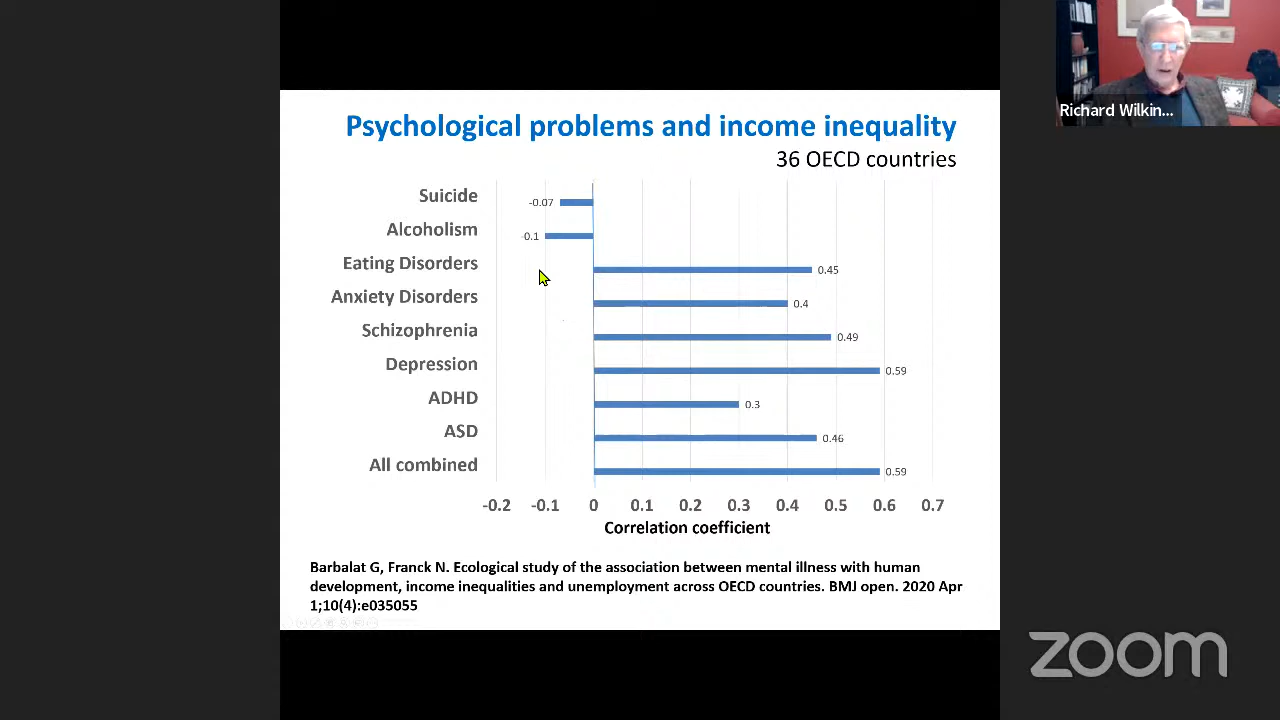 Richard Wilkin...
Psychological problems and income inequality
36 OECD countries
Suicide -0.07
Alcoholism -0.1
Eating Disorders 0.45
Anxiety Disorders 0.4
Schizophrenia 0.49
Depression 0.59
ADHD 0.3
ASD 0.46
All combined 0.59
-0.2 -0.1 0 0.1 0.2 0.3 0.4 0.5 0.6 0.7
Correlation coefficient
Barbalat G, Franck N. Ecological study of the association between mental illness with human
development, income inequalities and unemployment across OECD countries. BMJ open. 2020 Apr
1;10(4):e035055
zoom